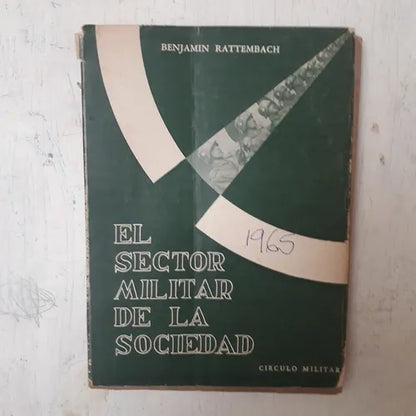 BENJAMIN RATTEMBACH
1965
EL
SECTOR
MILITAR
DE LA
SOCIEDAD
CIRCULO MILITAR